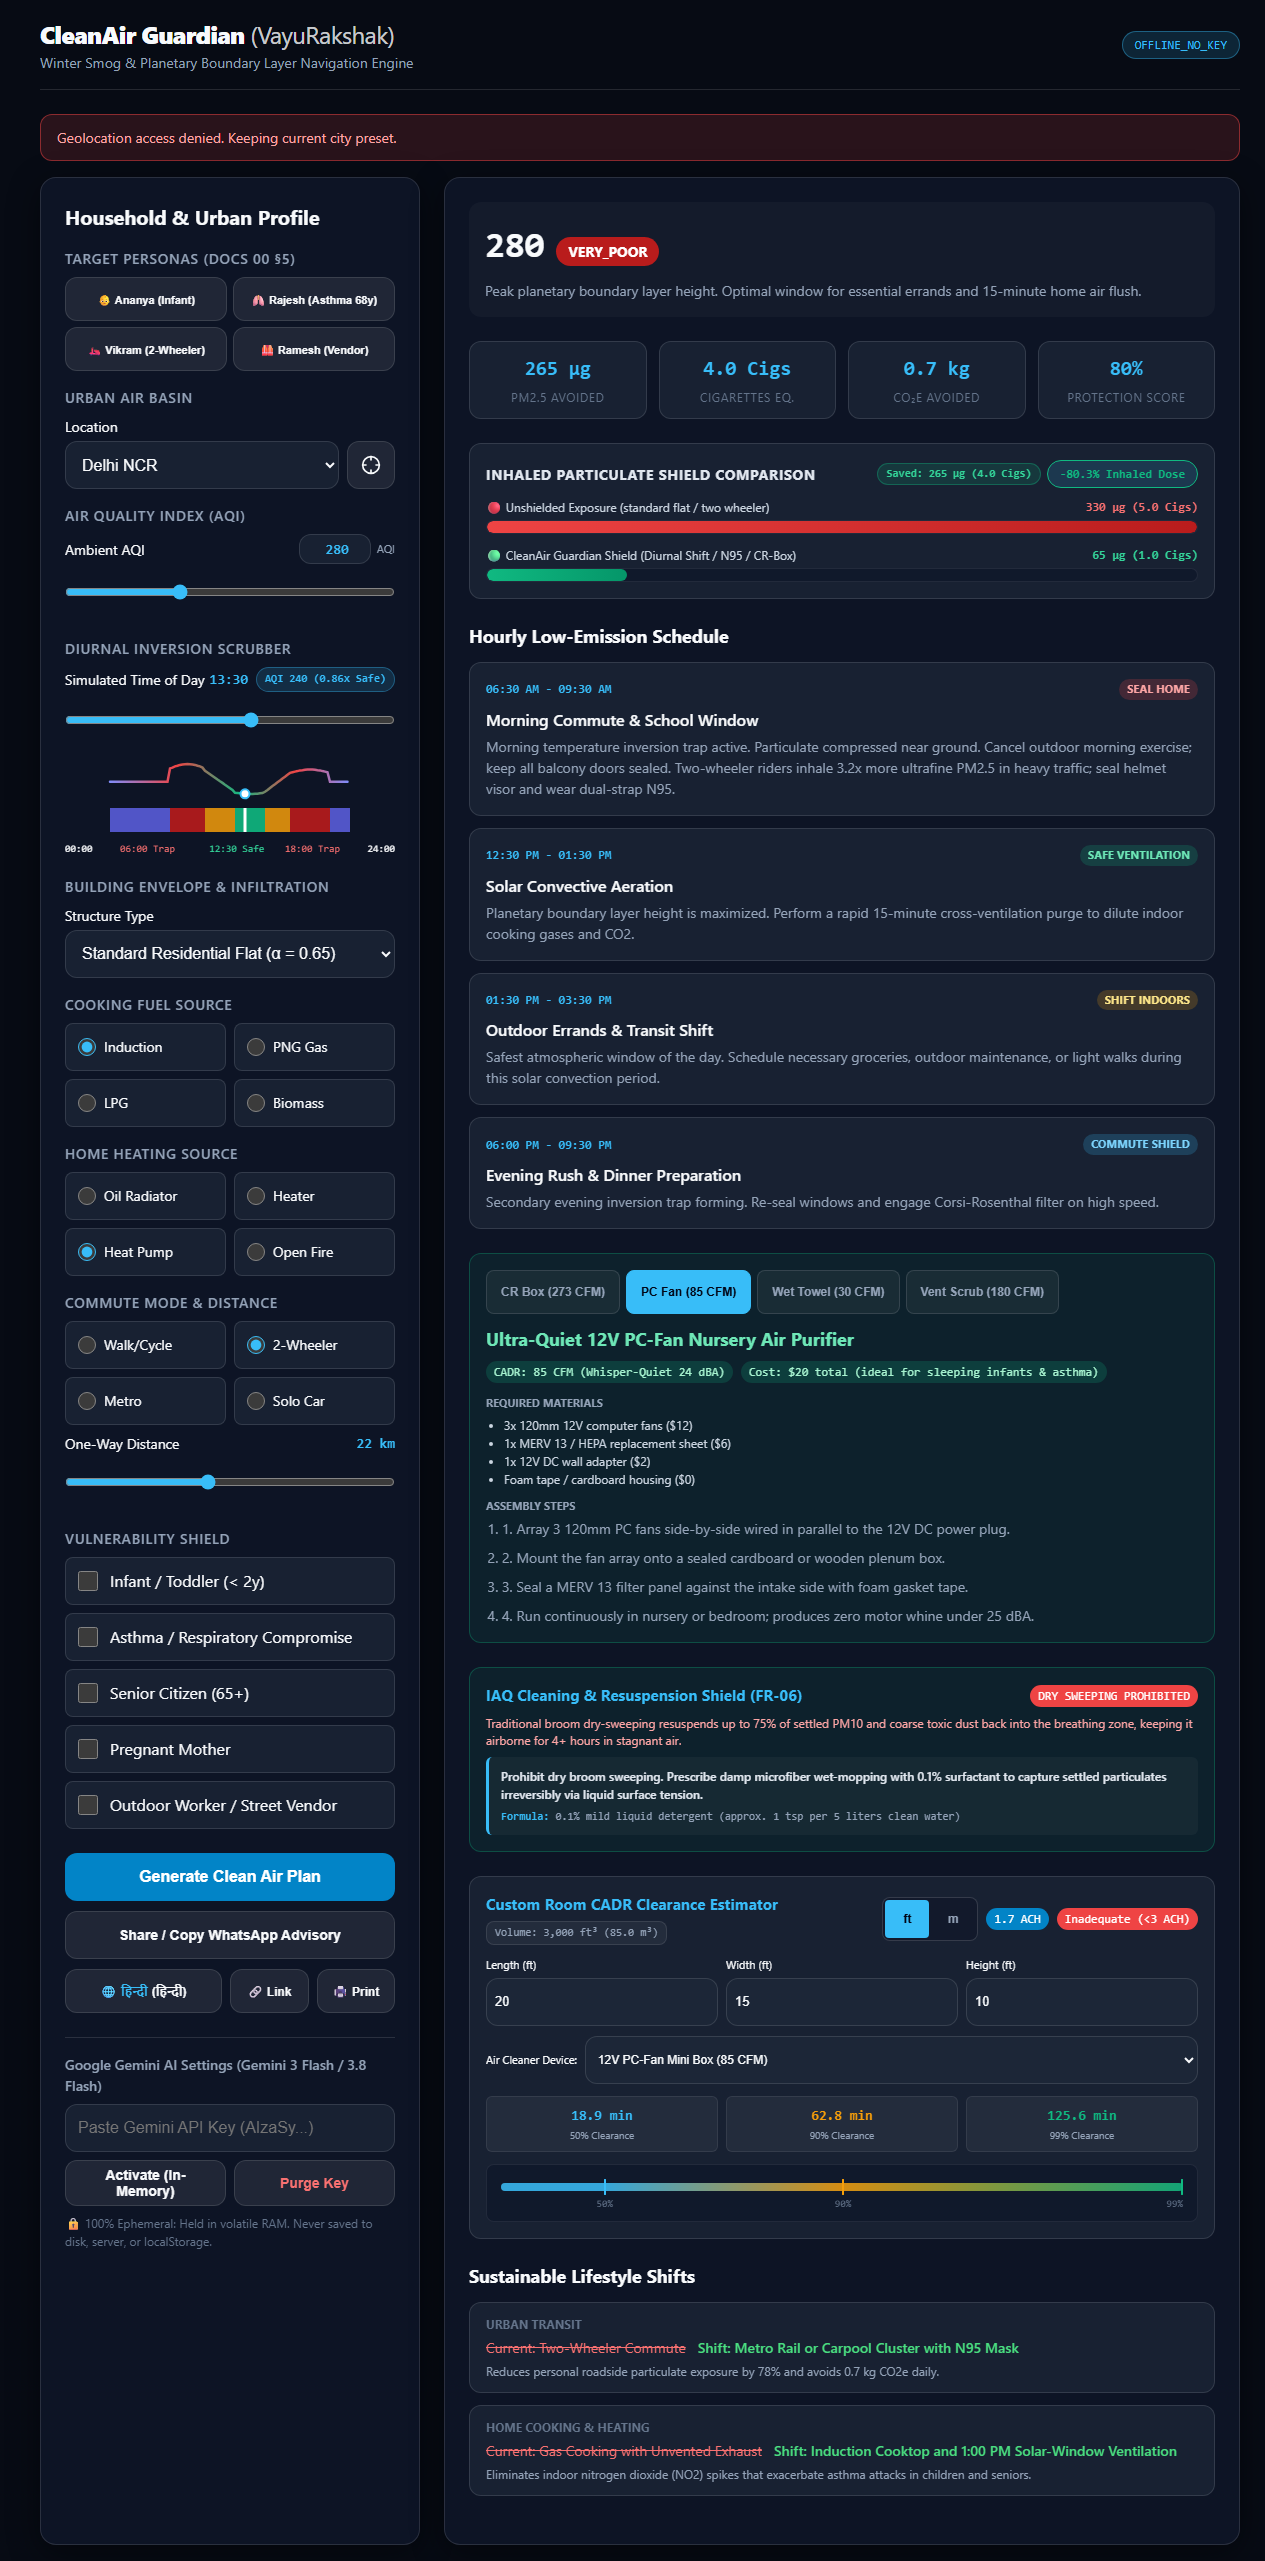 CleanAir Guardian (VayuRakshak)
Winter Smog & Planetary Boundary Layer Navigation Engine
OFFLINE_NO_KEY
Geolocation access denied. Keeping current city preset.
Household & Urban Profile
TARGET PERSONAS (DOCS 00 §5)
Ananya (Infant)
Rajesh (Asthma 68y)
Vikram (2-Wheeler)
Ramesh (Vendor)
URBAN AIR BASIN
Location
Delhi NCR
AIR QUALITY INDEX (AQI)
Ambient AQI
280 AQI
DIURNAL INVERSION SCRUBBER
Simulated Time of Day 13:30
AQI 240 (0.86x Safe)
00:00
06:00 Trap
12:30 Safe
18:00 Trap
24:00
BUILDING ENVELOPE & INFILTRATION
Structure Type
Standard Residential Flat (α = 0.65)
COOKING FUEL SOURCE
Induction
PNG Gas
LPG
Biomass
HOME HEATING SOURCE
Oil Radiator
Heater
Heat Pump
Open Fire
COMMUTE MODE & DISTANCE
Walk/Cycle
2-Wheeler
Metro
Solo Car
One-Way Distance
22 km
VULNERABILITY SHIELD
Infant / Toddler (< 2y)
Asthma / Respiratory Compromise
Senior Citizen (65+)
Pregnant Mother
Outdoor Worker / Street Vendor
Generate Clean Air Plan
Share / Copy WhatsApp Advisory
हिन्दी (हिन्दी)
Link
Print
Google Gemini AI Settings (Gemini 3 Flash / 3.8
Flash)
Paste Gemini API Key (AIzaSy...)
Activate (In-
Memory)
Purge Key
100% Ephemeral: Held in volatile RAM. Never saved to
disk, server, or localStorage.
280 VERY_POOR
Peak planetary boundary layer height. Optimal window for essential errands and 15-minute home air flush.
265 µg
PM2.5 AVOIDED
4.0 Cigs
CIGARETTES EQ.
0.7 kg
CO₂E AVOIDED
80%
PROTECTION SCORE
INHALED PARTICULATE SHIELD COMPARISON
Saved: 265 µg (4.0 Cigs)
-80.3% Inhaled Dose
Unshielded Exposure (standard flat / two wheeler)
330 µg (5.0 Cigs)
CleanAir Guardian Shield (Diurnal Shift / N95 / CR-Box)
65 µg (1.0 Cigs)
Hourly Low-Emission Schedule
06:30 AM - 09:30 AM
SEAL HOME
Morning Commute & School Window
Morning temperature inversion trap active. Particulate compressed near ground. Cancel outdoor morning exercise;
keep all balcony doors sealed. Two-wheeler riders inhale 3.2x more ultrafine PM2.5 in heavy traffic; seal helmet
visor and wear dual-strap N95.
12:30 PM - 01:30 PM
SAFE VENTILATION
Solar Convective Aeration
Planetary boundary layer height is maximized. Perform a rapid 15-minute cross-ventilation purge to dilute indoor
cooking gases and CO2.
01:30 PM - 03:30 PM
SHIFT INDOORS
Outdoor Errands & Transit Shift
Safest atmospheric window of the day. Schedule necessary groceries, outdoor maintenance, or light walks during
this solar convection period.
06:00 PM - 09:30 PM
COMMUTE SHIELD
Evening Rush & Dinner Preparation
Secondary evening inversion trap forming. Re-seal windows and engage Corsi-Rosenthal filter on high speed.
CR Box (273 CFM)
PC Fan (85 CFM)
Wet Towel (30 CFM)
Vent Scrub (180 CFM)
Ultra-Quiet 12V PC-Fan Nursery Air Purifier
CADR: 85 CFM (Whisper-Quiet 24 dBA)
Cost: $20 total (ideal for sleeping infants & asthma)
REQUIRED MATERIALS
• 3x 120mm 12V computer fans ($12)
• 1x MERV 13 / HEPA replacement sheet ($6)
• 1x 12V DC wall adapter ($2)
• Foam tape / cardboard housing ($0)
ASSEMBLY STEPS
1. 1. Array 3 120mm PC fans side-by-side wired in parallel to the 12V DC power plug.
2. 2. Mount the fan array onto a sealed cardboard or wooden plenum box.
3. 3. Seal a MERV 13 filter panel against the intake side with foam gasket tape.
4. 4. Run continuously in nursery or bedroom; produces zero motor whine under 25 dBA.
IAQ Cleaning & Resuspension Shield (FR-06)
DRY SWEEPING PROHIBITED
Traditional broom dry-sweeping resuspends up to 75% of settled PM10 and coarse toxic dust back into the breathing zone, keeping it
airborne for 4+ hours in stagnant air.
Prohibit dry broom sweeping. Prescribe damp microfiber wet-mopping with 0.1% surfactant to capture settled particulates
irreversibly via liquid surface tension.
Formula: 0.1% mild liquid detergent (approx. 1 tsp per 5 liters clean water)
Custom Room CADR Clearance Estimator
Volume: 3,000 ft³ (85.0 m³)
ft
m
1.7 ACH
Inadequate (<3 ACH)
Length (ft)
Width (ft)
Height (ft)
20
15
10
Air Cleaner Device:
12V PC-Fan Mini Box (85 CFM)
18.9 min
50% Clearance
62.8 min
90% Clearance
125.6 min
99% Clearance
50%
90%
99%
Sustainable Lifestyle Shifts
URBAN TRANSIT
Current: Two-Wheeler Commute Shift: Metro Rail or Carpool Cluster with N95 Mask
Reduces personal roadside particulate exposure by 78% and avoids 0.7 kg CO2e daily.
HOME COOKING & HEATING
Current: Gas Cooking with Unvented Exhaust Shift: Induction Cooktop and 1:00 PM Solar-Window Ventilation
Eliminates indoor nitrogen dioxide (NO2) spikes that exacerbate asthma attacks in children and seniors.